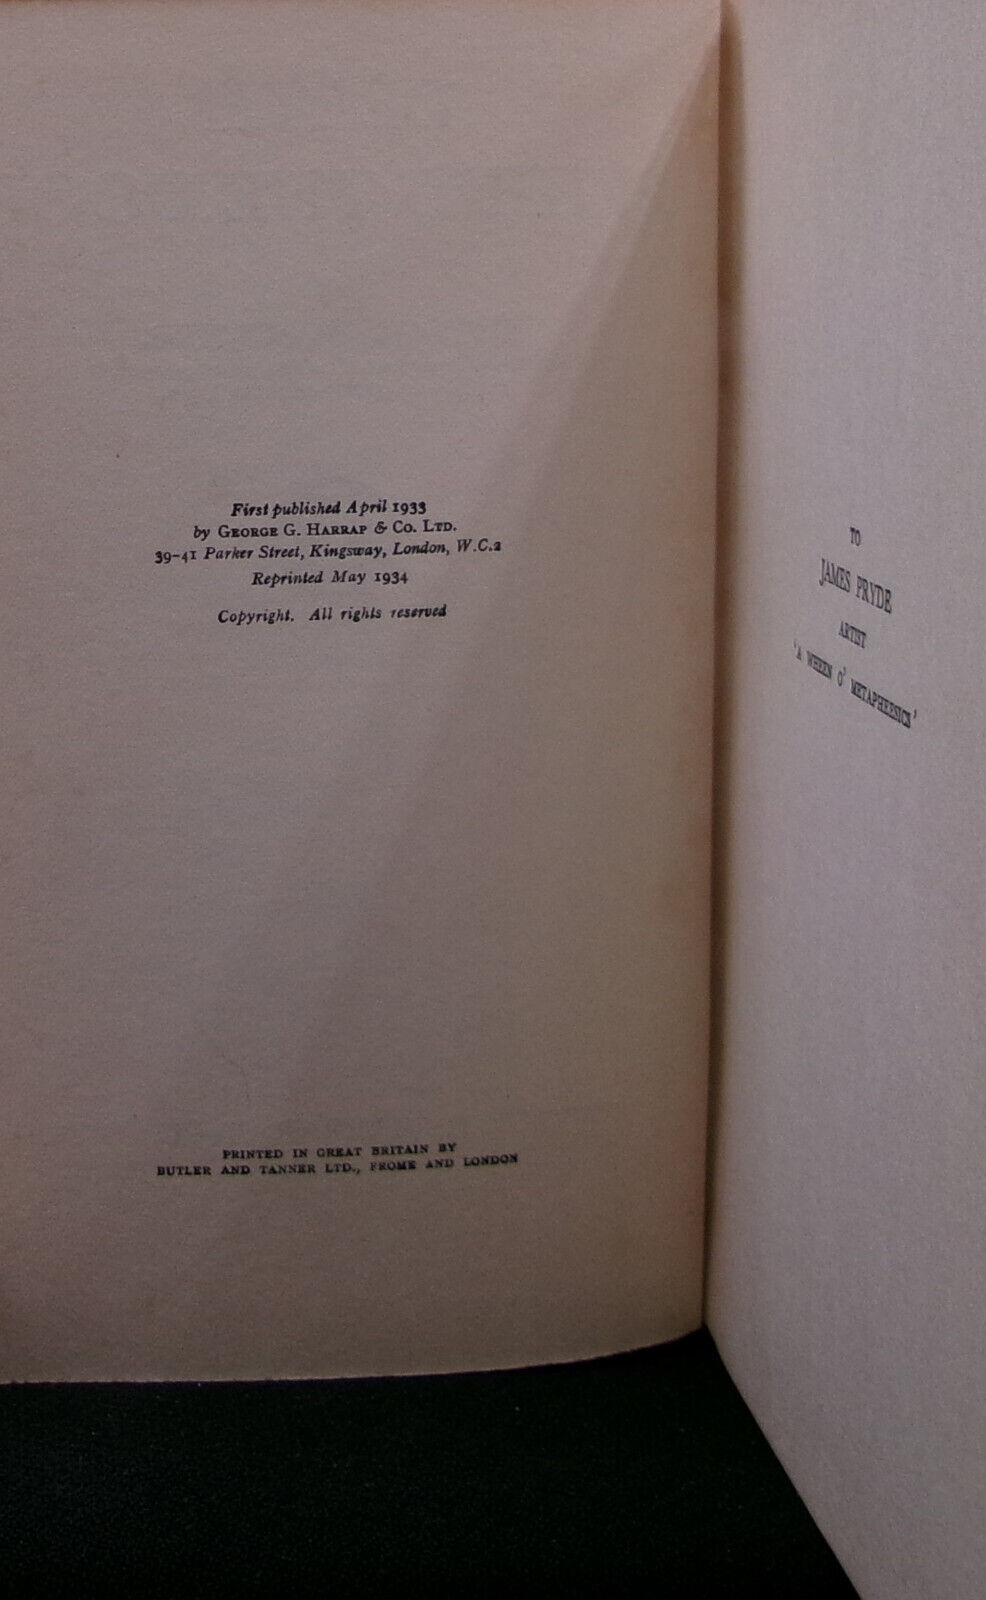 First published April 1933
by GEORGE G. HARRAP & CO. LTD.
39-41 Parker Street, Kingsway, London, W.C.2
Reprinted May 1934
Copyright. All rights reserved
PRINTED IN GREAT BRITAIN BY
BUTLER AND TANNER LTD., FROME AND LONDON
TO
JAMES PRYDE
ARTIST
'A WHEEN O' METAPHEESICS'